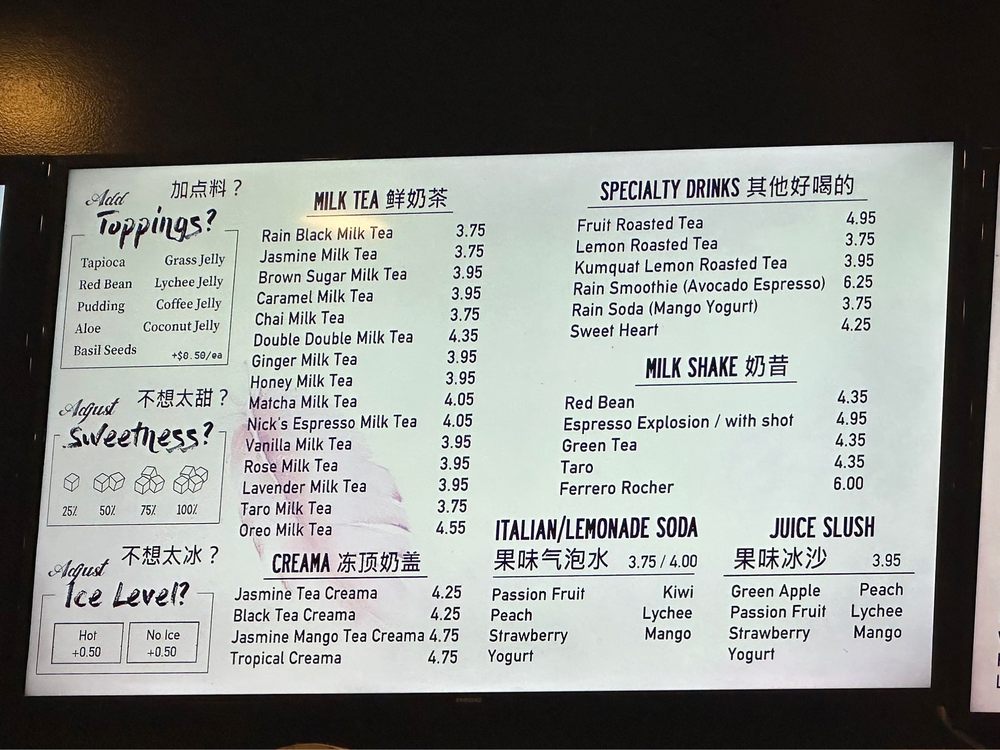 Add 加点料？
Toppings?
Tapioca Grass Jelly
Red Bean Lychee Jelly
Pudding Coffee Jelly
Aloe Coconut Jelly
Basil Seeds +$0.50/ea
Adjust 不想太甜？
Sweetness?
25% 50% 75% 100%
Adjust 不想太冰？
Ice Level?
Hot No Ice
+0.50 +0.50
MILK TEA 鲜奶茶
Rain Black Milk Tea 3.75
Jasmine Milk Tea 3.75
Brown Sugar Milk Tea 3.95
Caramel Milk Tea 3.95
Chai Milk Tea 3.75
Double Double Milk Tea 4.35
Ginger Milk Tea 3.95
Honey Milk Tea 3.95
Matcha Milk Tea 4.05
Nick's Espresso Milk Tea 4.05
Vanilla Milk Tea 3.95
Rose Milk Tea 3.95
Lavender Milk Tea 3.95
Taro Milk Tea 3.75
Oreo Milk Tea 4.55
CREAMA 冻顶奶盖
Jasmine Tea Creama 4.25
Black Tea Creama 4.25
Jasmine Mango Tea Creama 4.75
Tropical Creama 4.75
SPECIALTY DRINKS 其他好喝的
Fruit Roasted Tea 4.95
Lemon Roasted Tea 3.75
Kumquat Lemon Roasted Tea 3.95
Rain Smoothie (Avocado Espresso) 6.25
Rain Soda (Mango Yogurt) 3.75
Sweet Heart 4.25
MILK SHAKE 奶昔
Red Bean 4.35
Espresso Explosion / with shot 4.95
Green Tea 4.35
Taro 4.35
Ferrero Rocher 6.00
ITALIAN/LEMONADE SODA
果味气泡水 3.75 / 4.00
Passion Fruit Kiwi
Peach Lychee
Strawberry Mango
Yogurt
JUICE SLUSH
果味冰沙 3.95
Green Apple Peach
Passion Fruit Lychee
Strawberry Mango
Yogurt
SAMSUNG